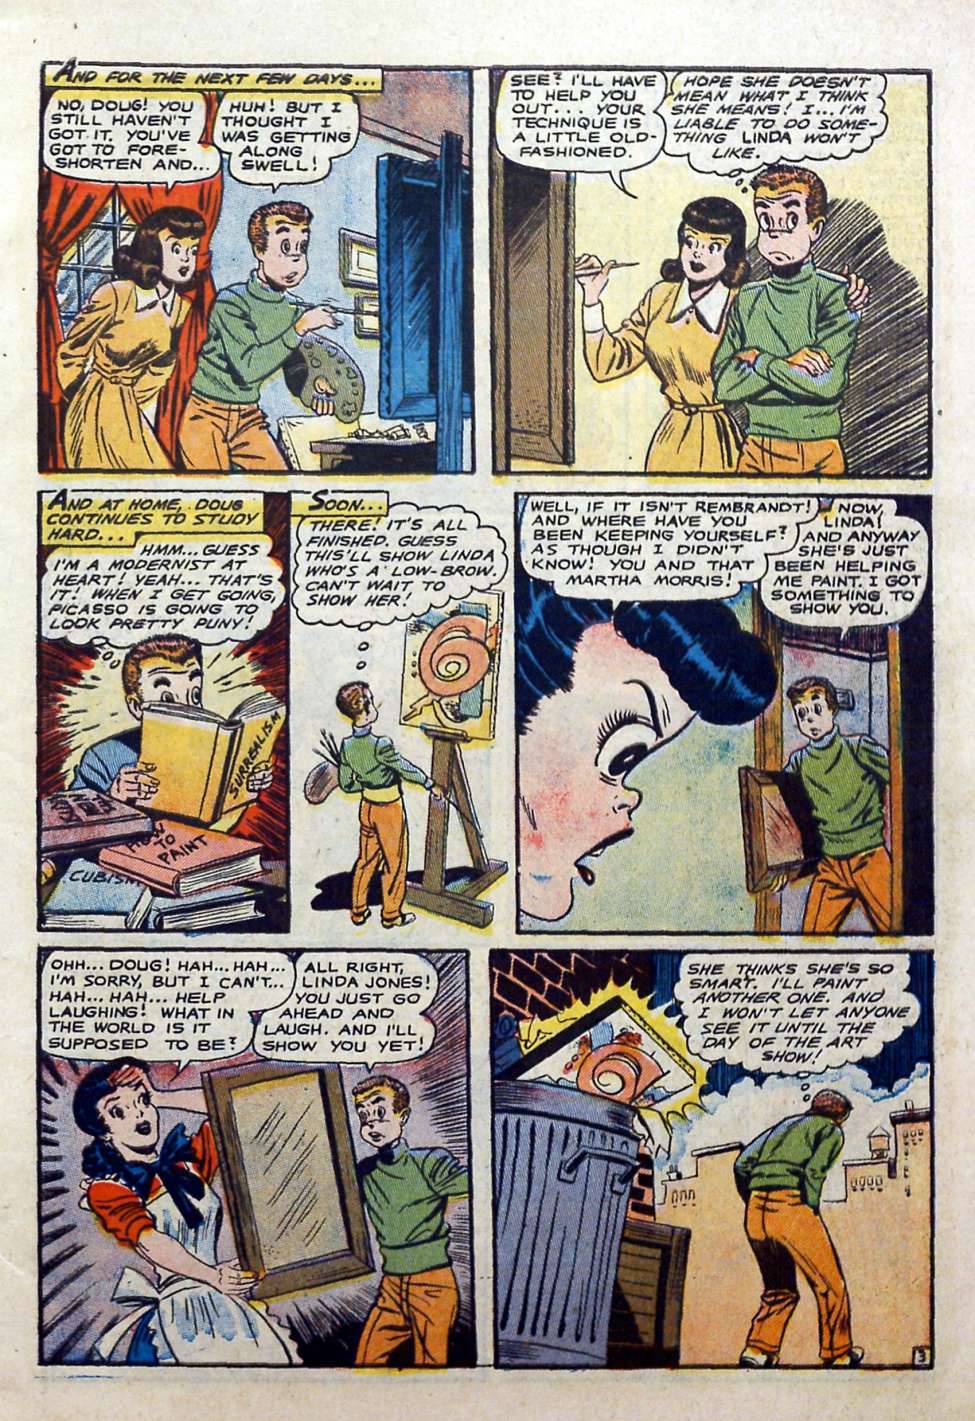 AND FOR THE NEXT FEW DAYS...
NO, DOUG! YOU
STILL HAVEN'T
GOT IT. YOU'VE
GOT TO FORE-
SHORTEN AND...
HUH! BUT I
THOUGHT I
WAS GETTING
ALONG
SWELL!
SEE? I'LL HAVE
TO HELP YOU
OUT... YOUR
TECHNIQUE IS
A LITTLE OLD-
FASHIONED.
HOPE SHE DOESN'T
MEAN WHAT I THINK
SHE MEANS! I...I'M
LIABLE TO DO SOME-
THING LINDA WON'T
LIKE.
AND AT HOME, DOUG
CONTINUES TO STUDY
HARD...
HMM...GUESS
I'M A MODERNIST AT
HEART! YEAH... THAT'S
IT! WHEN I GET GOING,
PICASSO IS GOING TO
LOOK PRETTY PUNY!
SURREALISM
HOW
TO
PAINT
CUBISM
SOON...
THERE! IT'S ALL
FINISHED. GUESS
THIS'LL SHOW LINDA
WHO'S A LOW-BROW.
CAN'T WAIT TO
SHOW HER!
WELL, IF IT ISN'T REMBRANDT!
AND WHERE HAVE YOU
BEEN KEEPING YOURSELF?
AS THOUGH I DIDN'T
KNOW! YOU AND THAT
MARTHA MORRIS!
NOW,
LINDA!
AND ANYWAY
SHE'S JUST
BEEN HELPING
ME PAINT. I GOT
SOMETHING TO
SHOW YOU.
OHH... DOUG! HAH...HAH...
I'M SORRY, BUT I CAN'T...
HAH...HAH... HELP
LAUGHING! WHAT IN
THE WORLD IS IT
SUPPOSED TO BE?
ALL RIGHT,
LINDA JONES!
YOU JUST GO
AHEAD AND
LAUGH. AND I'LL
SHOW YOU YET!
SHE THINKS SHE'S SO
SMART. I'LL PAINT
ANOTHER ONE. AND
I WON'T LET ANYONE
SEE IT UNTIL THE
DAY OF THE ART
SHOW!
3